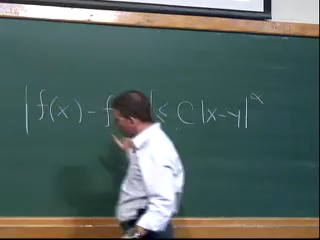 |f(x) - f | ≤ C |x-y|^α